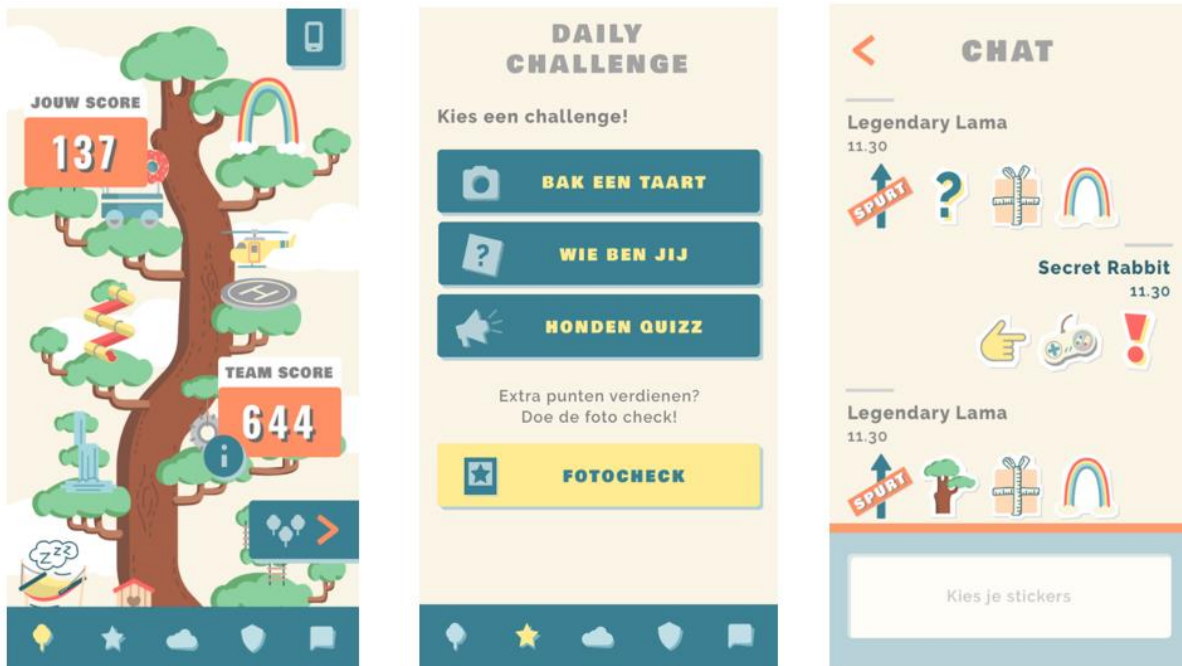 JOUW SCORE
137
H
TEAM SCORE
644
i
zzz
DAILY
CHALLENGE
Kies een challenge!
BAK EEN TAART
?
WIE BEN JIJ
HONDEN QUIZZ
Extra punten verdienen?
Doe de foto check!
FOTOCHECK
CHAT
Legendary Lama
11.30
SPURT
?
Secret Rabbit
11.30
!
Legendary Lama
11.30
SPURT
Kies je stickers